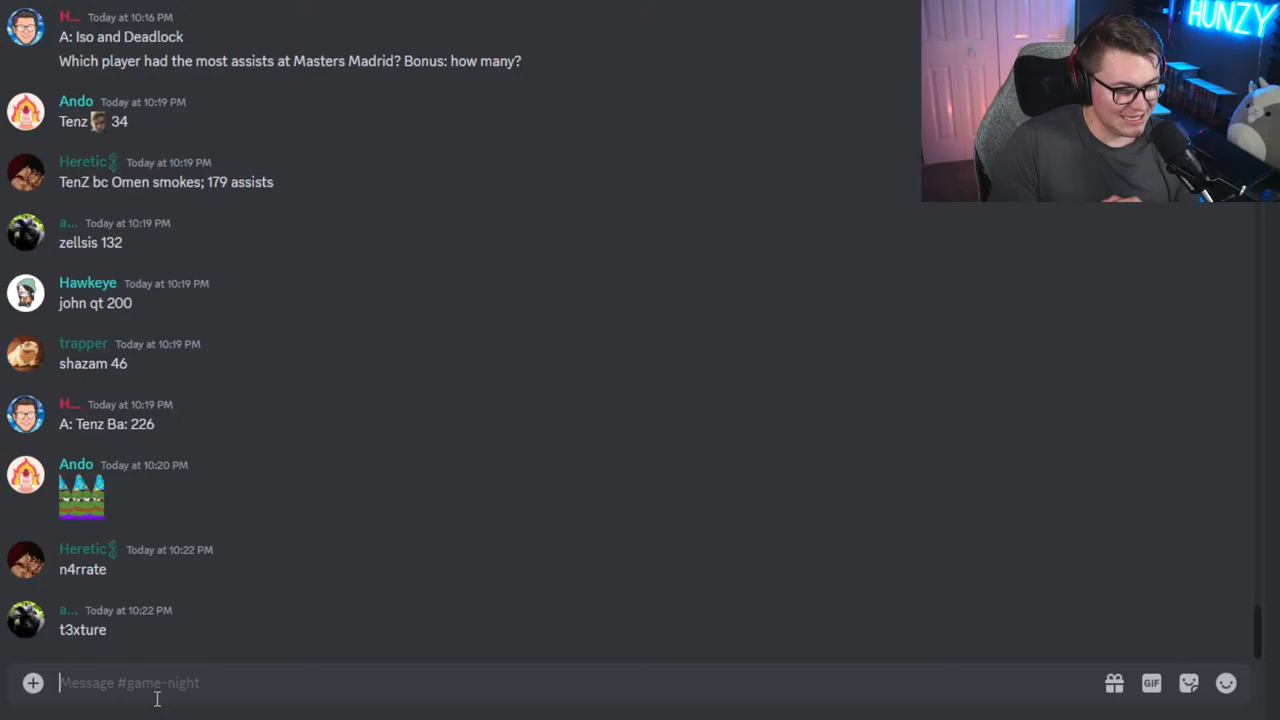 HUNZY
H... Today at 10:16 PM
A: Iso and Deadlock
Which player had the most assists at Masters Madrid? Bonus: how many?
Ando Today at 10:19 PM
Tenz 34
Heretic Today at 10:19 PM
TenZ bc Omen smokes; 179 assists
a... Today at 10:19 PM
zellsis 132
Hawkeye Today at 10:19 PM
john qt 200
trapper Today at 10:19 PM
shazam 46
H... Today at 10:19 PM
A: Tenz Ba: 226
Ando Today at 10:20 PM
Heretic Today at 10:22 PM
n4rrate
a... Today at 10:22 PM
t3xture
Message #game-night
GIF